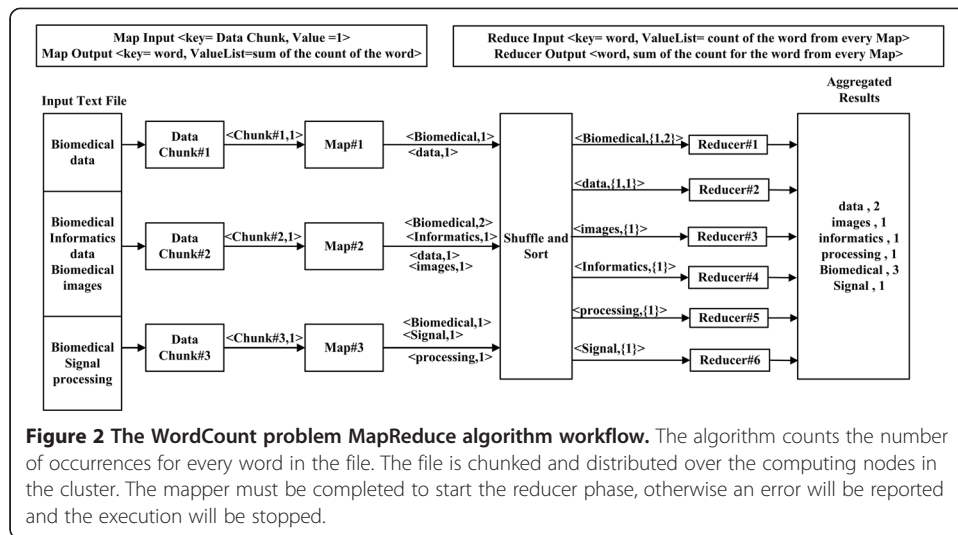 Map Input <key= Data Chunk, Value =1>
Map Output <key= word, ValueList=sum of the count of the word>
Reduce Input <key= word, ValueList= count of the word from every Map>
Reducer Output <word, sum of the count for the word from every Map>
Input Text File
Biomedical
data
Biomedical
Informatics
data
Biomedical
images
Biomedical
Signal
processing
Data
Chunk#1
Data
Chunk#2
Data
Chunk#3
<Chunk#1,1>
<Chunk#2,1>
<Chunk#3,1>
Map#1
Map#2
Map#3
<Biomedical,1>
<data,1>
<Biomedical,2>
<Informatics,1>
<data,1>
<images,1>
<Biomedical,1>
<Signal,1>
<processing,1>
Shuffle and
Sort
<Biomedical,{1,2}>
<data,{1,1}>
<images,{1}>
<Informatics,{1}>
<processing,{1}>
<Signal,{1}>
Reducer#1
Reducer#2
Reducer#3
Reducer#4
Reducer#5
Reducer#6
Aggregated
Results
data , 2
images , 1
informatics , 1
processing , 1
Biomedical , 3
Signal , 1
Figure 2 The WordCount problem MapReduce algorithm workflow. The algorithm counts the number
of occurrences for every word in the file. The file is chunked and distributed over the computing nodes in
the cluster. The mapper must be completed to start the reducer phase, otherwise an error will be reported
and the execution will be stopped.